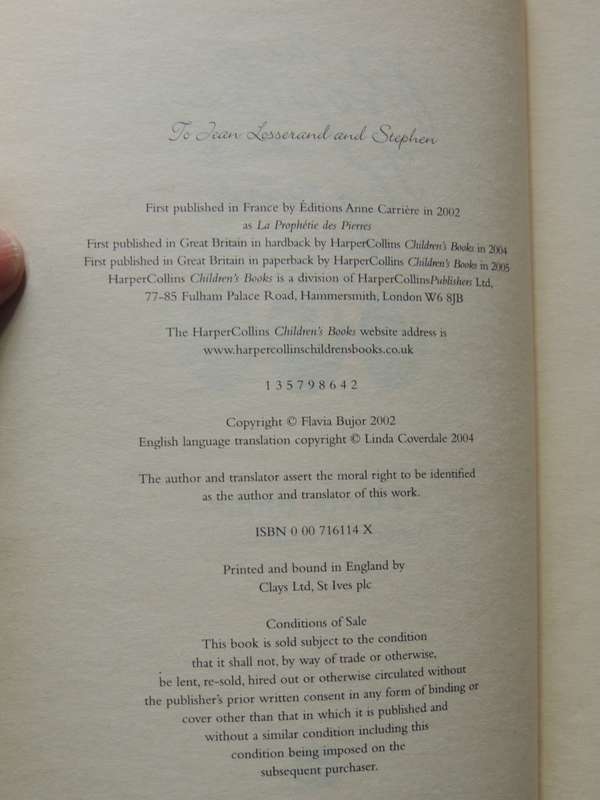 To Jean Lesserand and Stephen
First published in France by Éditions Anne Carrière in 2002
as La Prophétie des Pierres
First published in Great Britain in hardback by HarperCollins Children's Books in 2004
First published in Great Britain in paperback by HarperCollins Children's Books in 2005
HarperCollins Children's Books is a division of HarperCollinsPublishers Ltd,
77–85 Fulham Palace Road, Hammersmith, London W6 8JB
The HarperCollins Children's Books website address is
www.harpercollinschildrensbooks.co.uk
1 3 5 7 9 8 6 4 2
Copyright © Flavia Bujor 2002
English language translation copyright © Linda Coverdale 2004
The author and translator assert the moral right to be identified
as the author and translator of this work.
ISBN 0 00 716114 X
Printed and bound in England by
Clays Ltd, St Ives plc
Conditions of Sale
This book is sold subject to the condition
that it shall not, by way of trade or otherwise,
be lent, re-sold, hired out or otherwise circulated without
the publisher's prior written consent in any form of binding or
cover other than that in which it is published and
without a similar condition including this
condition being imposed on the
subsequent purchaser.